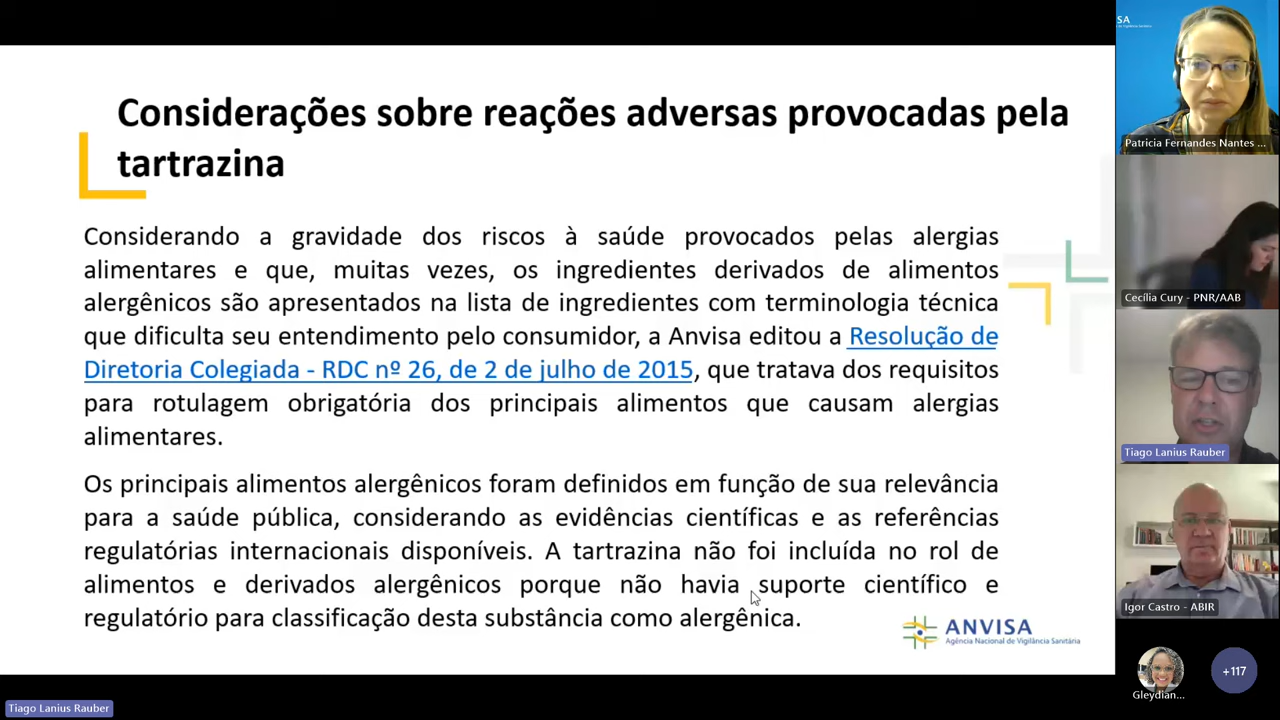 Considerações sobre reações adversas provocadas pela
tartrazina
Considerando a gravidade dos riscos à saúde provocados pelas alergias
alimentares e que, muitas vezes, os ingredientes derivados de alimentos
alergênicos são apresentados na lista de ingredientes com terminologia técnica
que dificulta seu entendimento pelo consumidor, a Anvisa editou a Resolução de
Diretoria Colegiada - RDC nº 26, de 2 de julho de 2015, que tratava dos requisitos
para rotulagem obrigatória dos principais alimentos que causam alergias
alimentares.
Os principais alimentos alergênicos foram definidos em função de sua relevância
para a saúde pública, considerando as evidências científicas e as referências
regulatórias internacionais disponíveis. A tartrazina não foi incluída no rol de
alimentos e derivados alergênicos porque não havia suporte científico e
regulatório para classificação desta substância como alergênica.
ANVISA
Agência Nacional de Vigilância Sanitária
SA
Patricia Fernandes Nantes ...
Cecília Cury - PNR/AAB
Tiago Lanius Rauber
Igor Castro - ABIR
Gleydian...
+117
Tiago Lanius Rauber